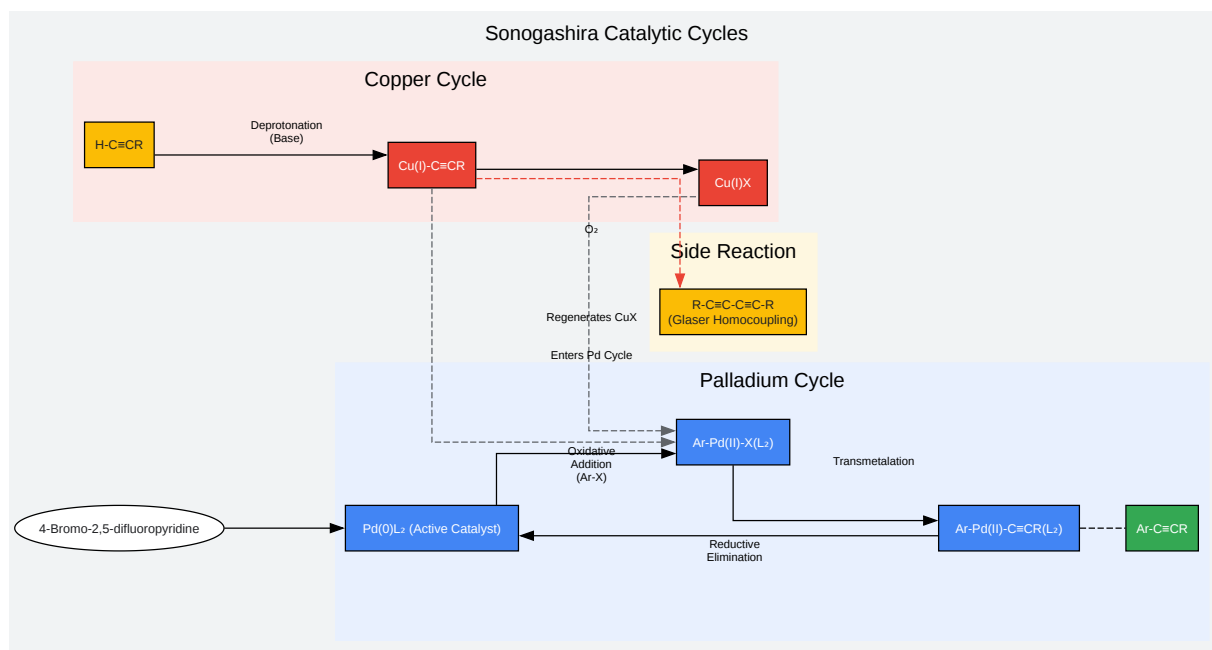 Sonogashira Catalytic Cycles
Copper Cycle
Deprotonation
(Base)
H-C≡CR
Cu(I)-C≡CR
Cu(I)X
O₂
Side Reaction
R-C≡C-C≡C-R
(Glaser Homocoupling)
Regenerates CuX
Enters Pd Cycle
Palladium Cycle
Ar-Pd(II)-X(L₂)
Oxidative
Addition
(Ar-X)
Transmetalation
4-Bromo-2,5-difluoropyridine
Pd(0)L₂ (Active Catalyst)
Ar-Pd(II)-C≡CR(L₂)
Ar-C≡CR
Reductive
Elimination